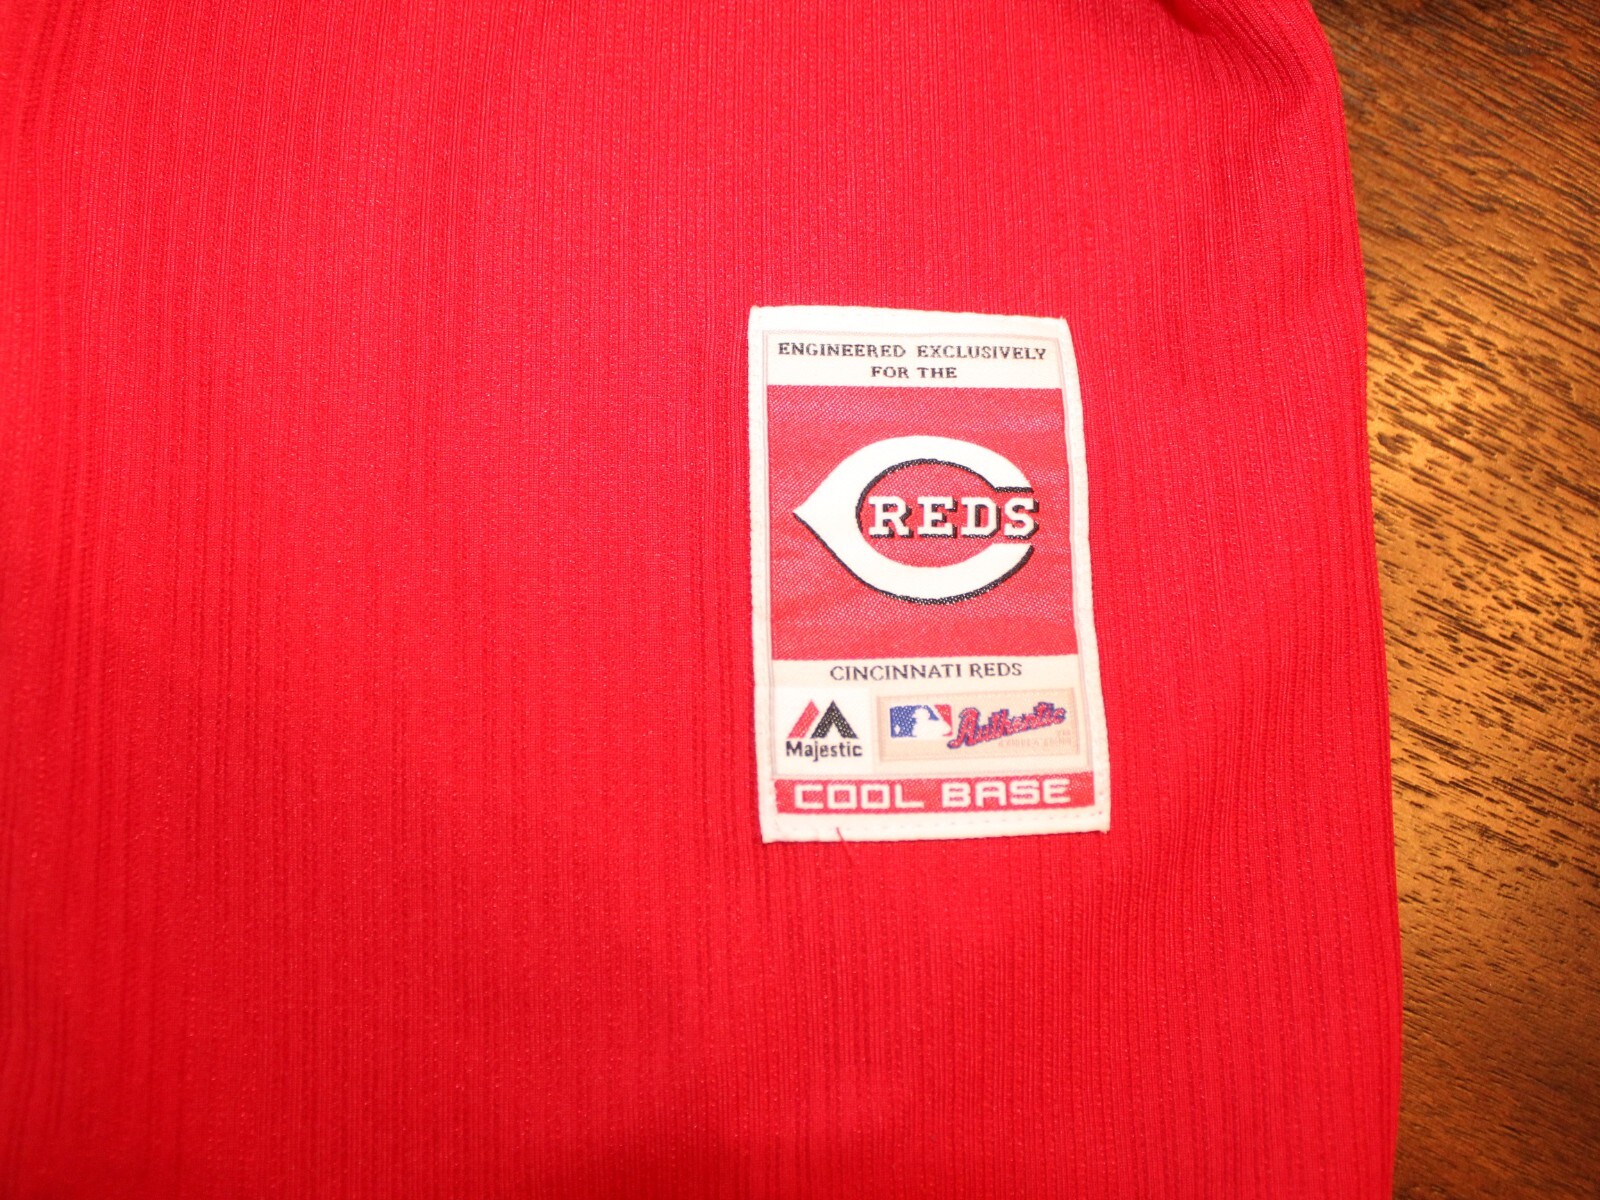 ENGINEERED EXCLUSIVELY
FOR THE
REDS
CINCINNATI REDS
Majestic
Authentic
COOL BASE